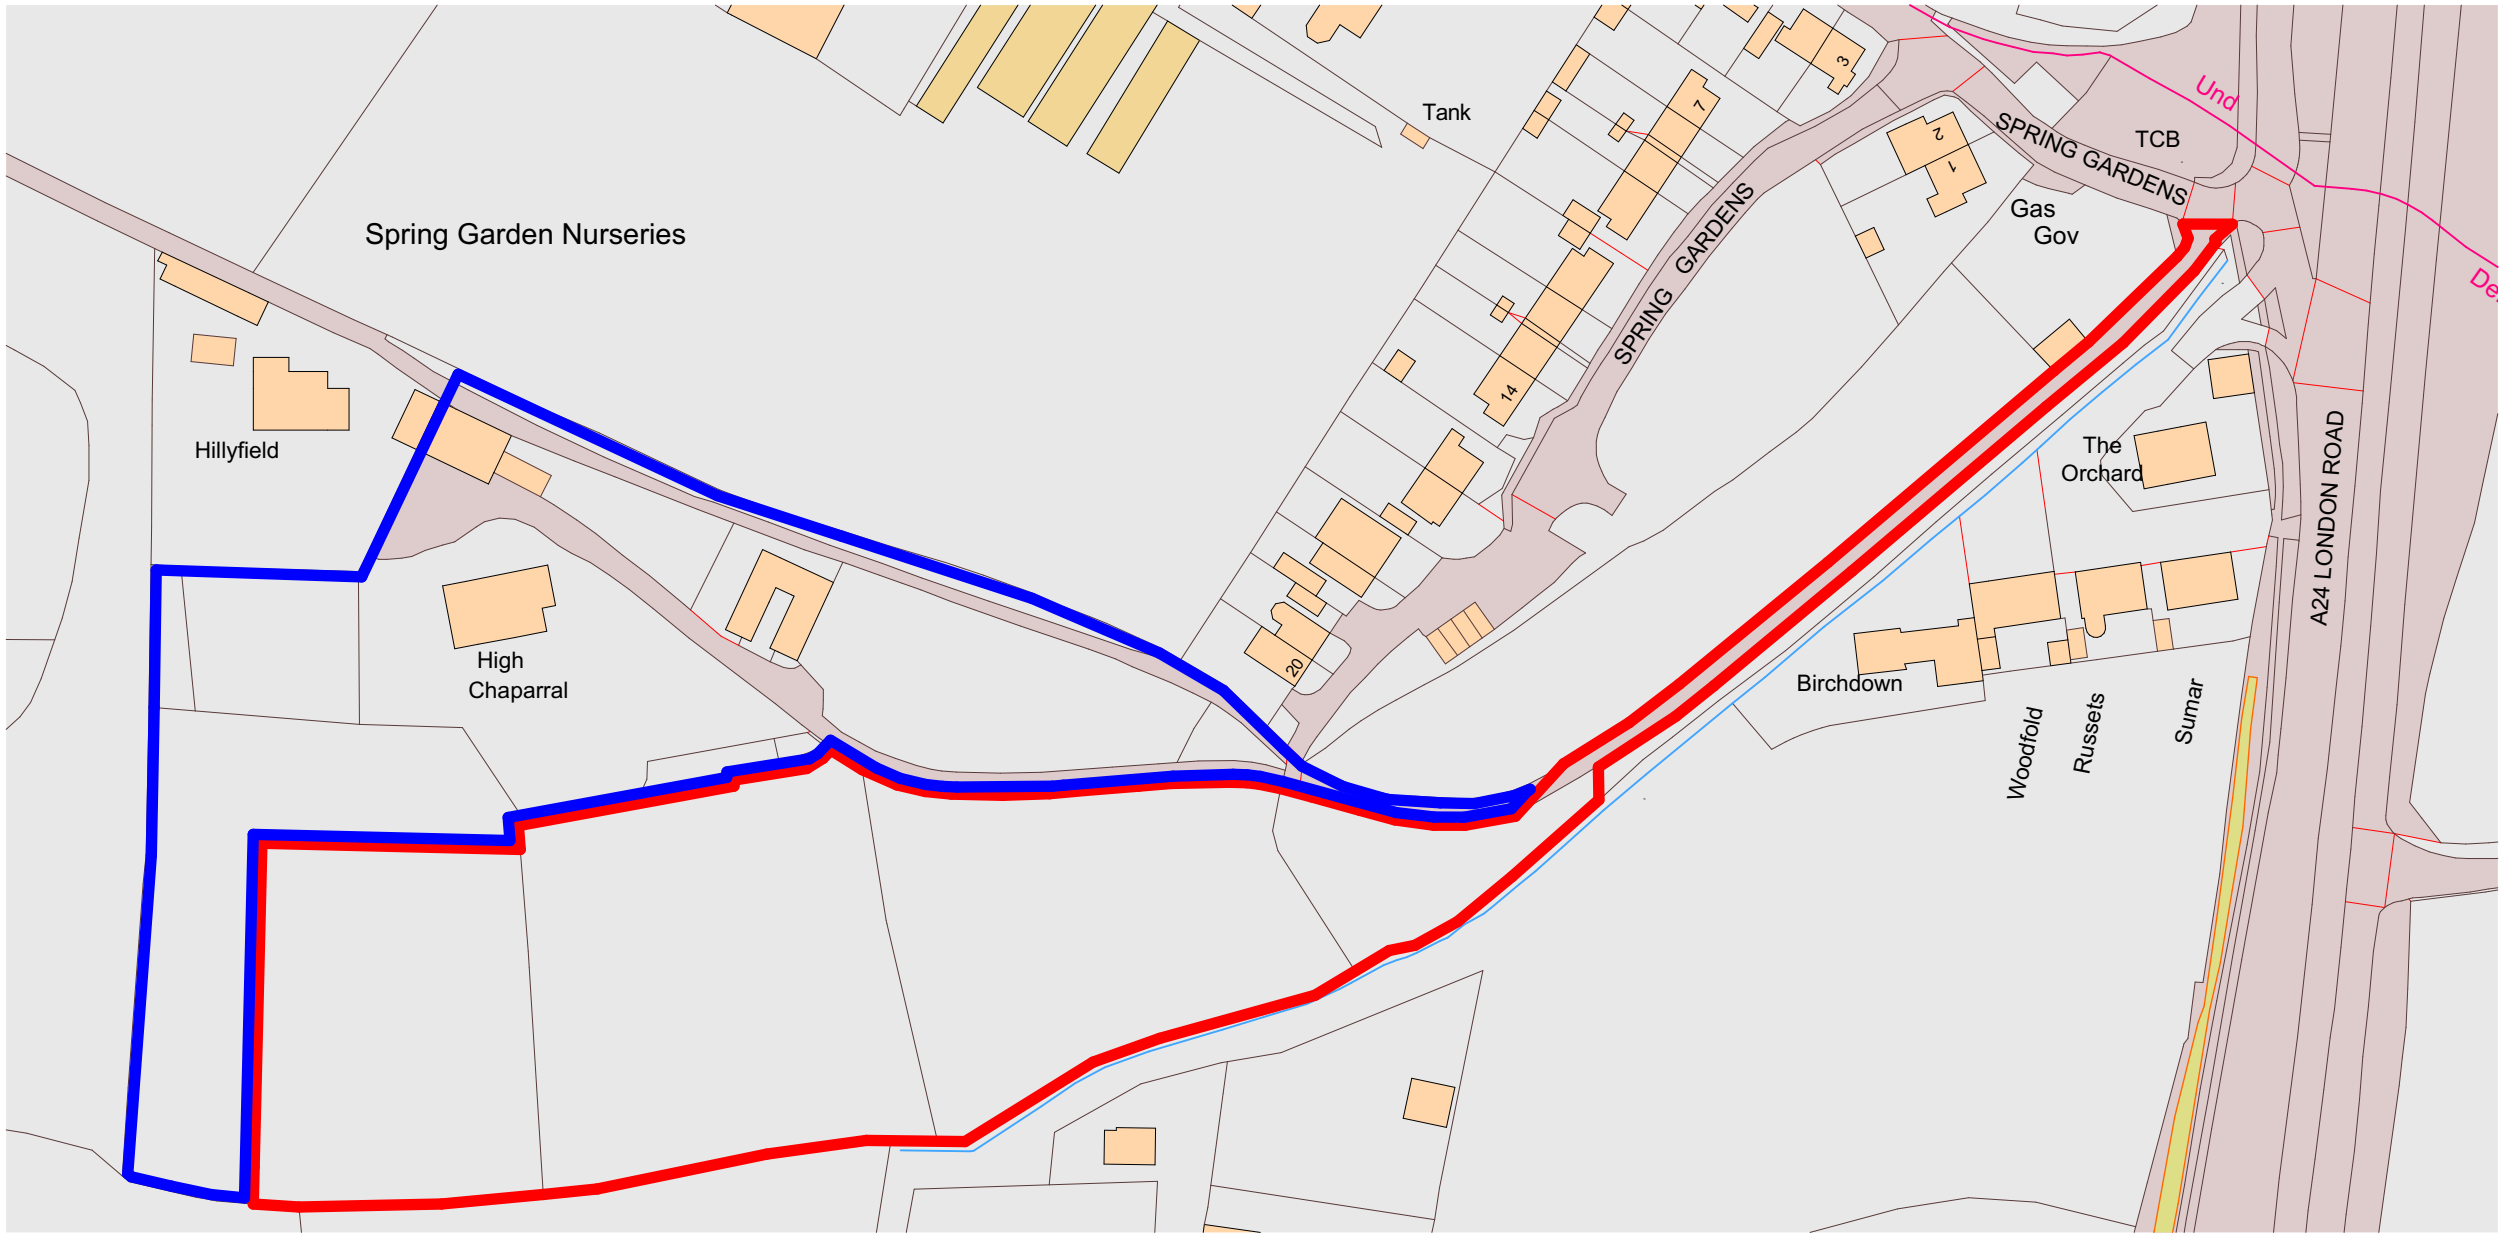 3
Und
Tank
7
SPRING GARDENS
TCB
2
1
Spring Garden Nurseries
SPRING GARDENS
Gas
Gov
14
Hillyfield
The
Orchard
A24 LONDON ROAD
High
Chaparral
20
Birchdown
Woodfold
Russets
Sumar